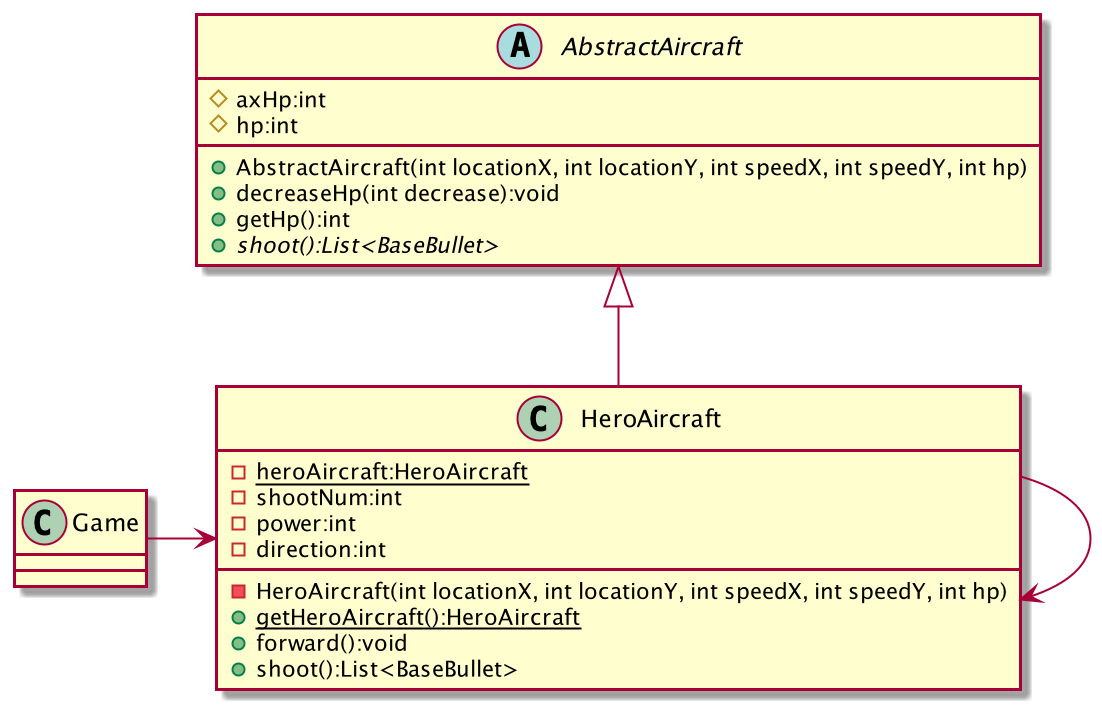 A AbstractAircraft
axHp:int
hp:int
AbstractAircraft(int locationX, int locationY, int speedX, int speedY, int hp)
decreaseHp(int decrease):void
getHp():int
shoot():List<BaseBullet>
C HeroAircraft
heroAircraft:HeroAircraft
shootNum:int
power:int
direction:int
HeroAircraft(int locationX, int locationY, int speedX, int speedY, int hp)
getHeroAircraft():HeroAircraft
forward():void
shoot():List<BaseBullet>
C Game